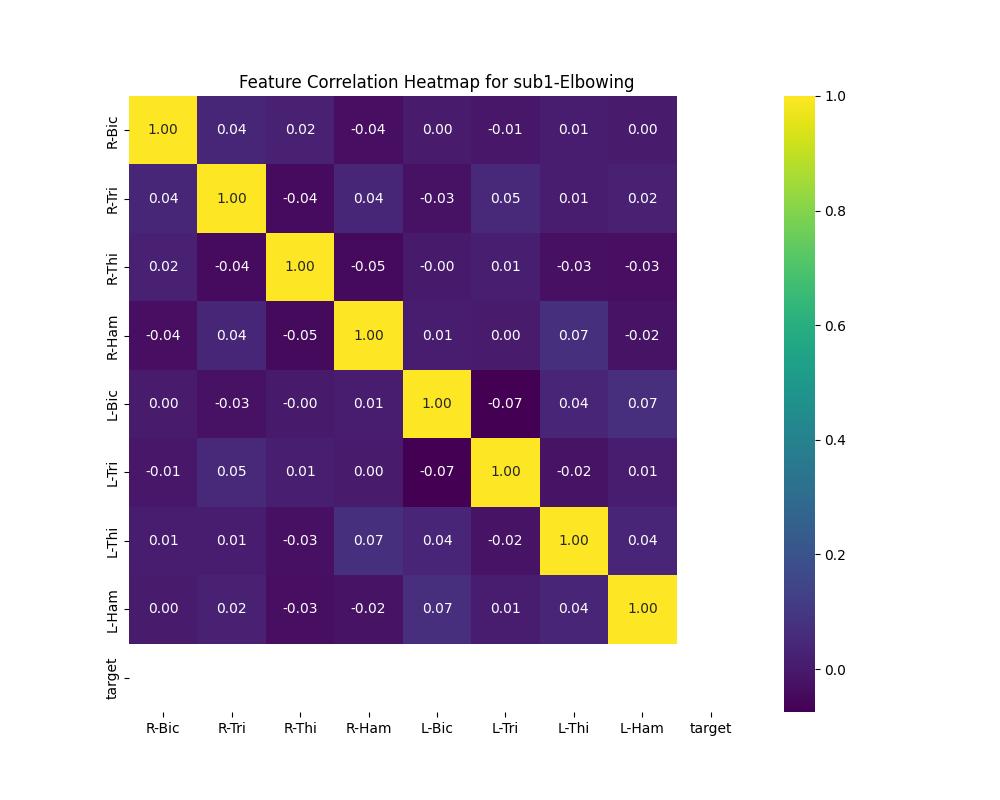 Feature Correlation Heatmap for sub1-Elbowing
R-Bic 1.00 0.04 0.02 -0.04 0.00 -0.01 0.01 0.00
R-Tri 0.04 1.00 -0.04 0.04 -0.03 0.05 0.01 0.02
R-Thi 0.02 -0.04 1.00 -0.05 -0.00 0.01 -0.03 -0.03
R-Ham -0.04 0.04 -0.05 1.00 0.01 0.00 0.07 -0.02
L-Bic 0.00 -0.03 -0.00 0.01 1.00 -0.07 0.04 0.07
L-Tri -0.01 0.05 0.01 0.00 -0.07 1.00 -0.02 0.01
L-Thi 0.01 0.01 -0.03 0.07 0.04 -0.02 1.00 0.04
L-Ham 0.00 0.02 -0.03 -0.02 0.07 0.01 0.04 1.00
target
R-Bic R-Tri R-Thi R-Ham L-Bic L-Tri L-Thi L-Ham target
1.0
0.8
0.6
0.4
0.2
0.0